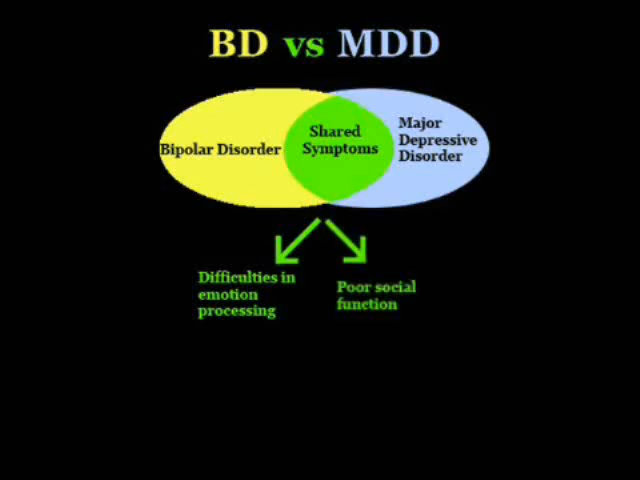 BD vs MDD
Bipolar Disorder
Shared
Symptoms
Major
Depressive
Disorder
Difficulties in
emotion
processing
Poor social
function